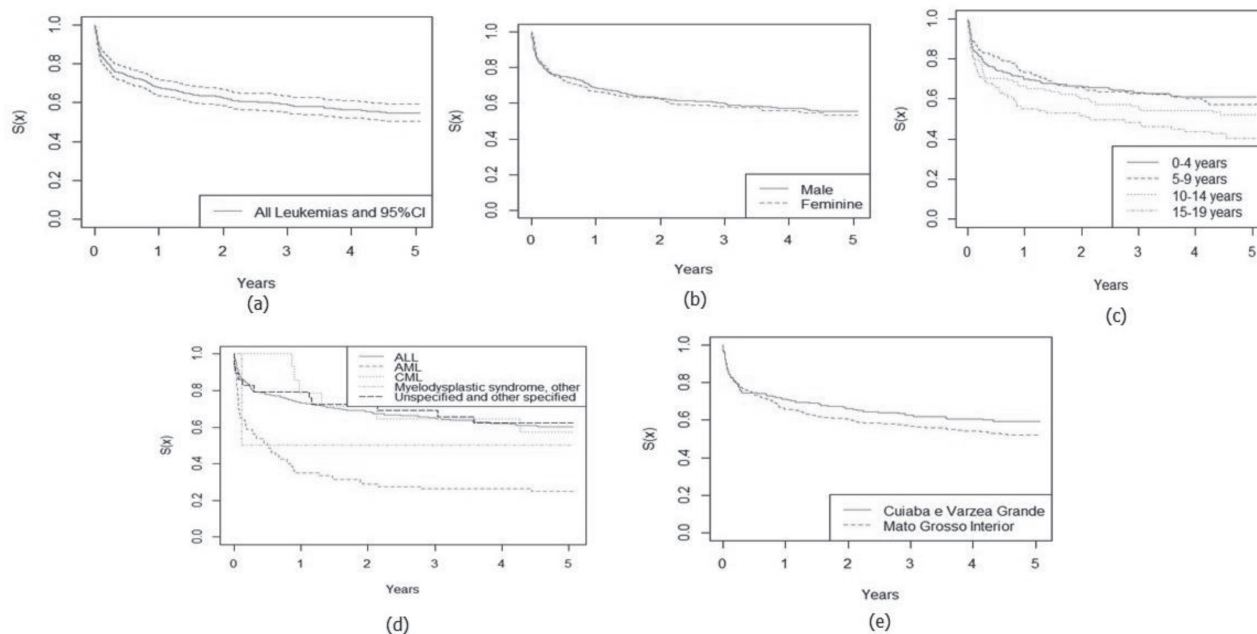 1.0
0.8
0.6
0.4
0.2
0.0
S(x)
All Leukemias and 95%CI
0 1 2 3 4 5
Years
(a)
1.0
0.8
0.6
0.4
0.2
0.0
S(x)
Male
Feminine
0 1 2 3 4 5
Years
(b)
1.0
0.8
0.6
0.4
0.2
0.0
S(x)
0-4 years
5-9 years
10-14 years
15-19 years
0 1 2 3 4 5
Years
(c)
1.0
0.8
0.6
0.4
0.2
0.0
S(x)
ALL
AML
CML
Myelodysplastic syndrome, other
Unspecified and other specified
0 1 2 3 4 5
Years
(d)
1.0
0.8
0.6
0.4
0.2
0.0
S(x)
Cuiaba e Varzea Grande
Mato Grosso Interior
0 1 2 3 4 5
Years
(e)